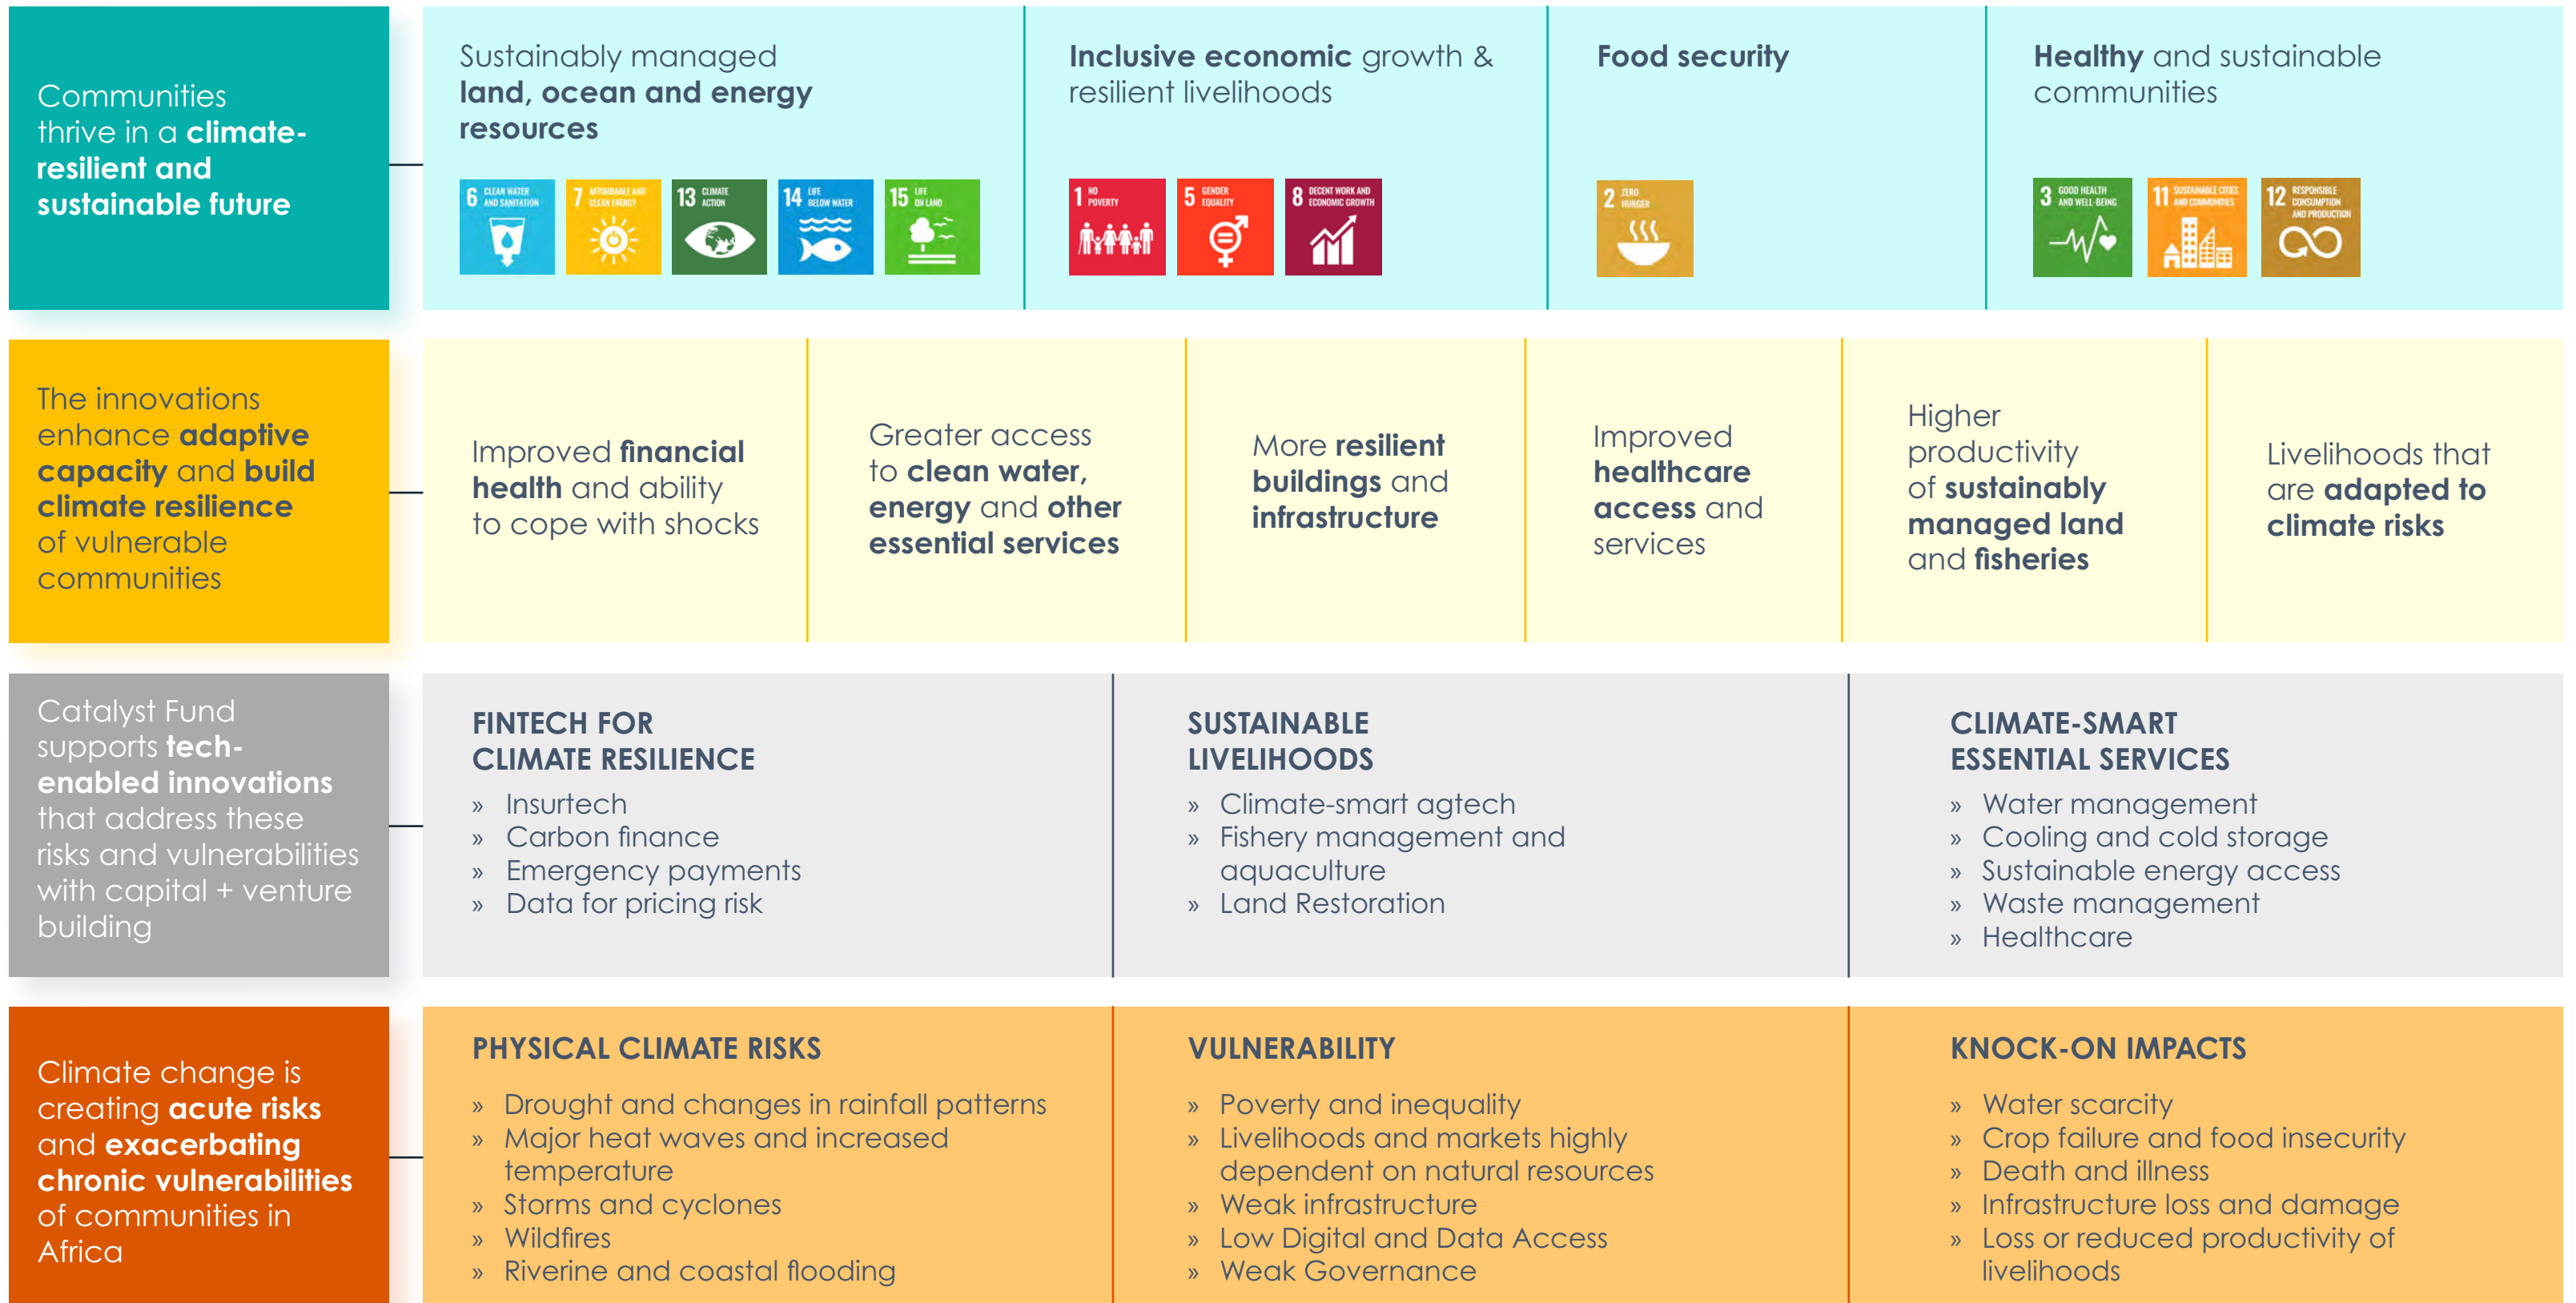 Communities
thrive in a climate-
resilient and
sustainable future
Sustainably managed
land, ocean and energy
resources
6 CLEAN WATER
AND SANITATION
7 AFFORDABLE AND
CLEAN ENERGY
13 CLIMATE
ACTION
14 LIFE
BELOW WATER
15 LIFE
ON LAND
Inclusive economic growth &
resilient livelihoods
1 NO
POVERTY
5 GENDER
EQUALITY
8 DECENT WORK AND
ECONOMIC GROWTH
Food security
2 ZERO
HUNGER
Healthy and sustainable
communities
3 GOOD HEALTH
AND WELL-BEING
11 SUSTAINABLE CITIES
AND COMMUNITIES
12 RESPONSIBLE
CONSUMPTION
AND PRODUCTION
The innovations
enhance adaptive
capacity and build
climate resilience
of vulnerable
communities
Improved financial
health and ability
to cope with shocks
Greater access
to clean water,
energy and other
essential services
More resilient
buildings and
infrastructure
Improved
healthcare
access and
services
Higher
productivity
of sustainably
managed land
and fisheries
Livelihoods that
are adapted to
climate risks
Catalyst Fund
supports tech-
enabled innovations
that address these
risks and vulnerabilities
with capital + venture
building
FINTECH FOR
CLIMATE RESILIENCE
» Insurtech
» Carbon finance
» Emergency payments
» Data for pricing risk
SUSTAINABLE
LIVELIHOODS
» Climate-smart agtech
» Fishery management and
aquaculture
» Land Restoration
CLIMATE-SMART
ESSENTIAL SERVICES
» Water management
» Cooling and cold storage
» Sustainable energy access
» Waste management
» Healthcare
Climate change is
creating acute risks
and exacerbating
chronic vulnerabilities
of communities in
Africa
PHYSICAL CLIMATE RISKS
» Drought and changes in rainfall patterns
» Major heat waves and increased
temperature
» Storms and cyclones
» Wildfires
» Riverine and coastal flooding
VULNERABILITY
» Poverty and inequality
» Livelihoods and markets highly
dependent on natural resources
» Weak infrastructure
» Low Digital and Data Access
» Weak Governance
KNOCK-ON IMPACTS
» Water scarcity
» Crop failure and food insecurity
» Death and illness
» Infrastructure loss and damage
» Loss or reduced productivity of
livelihoods